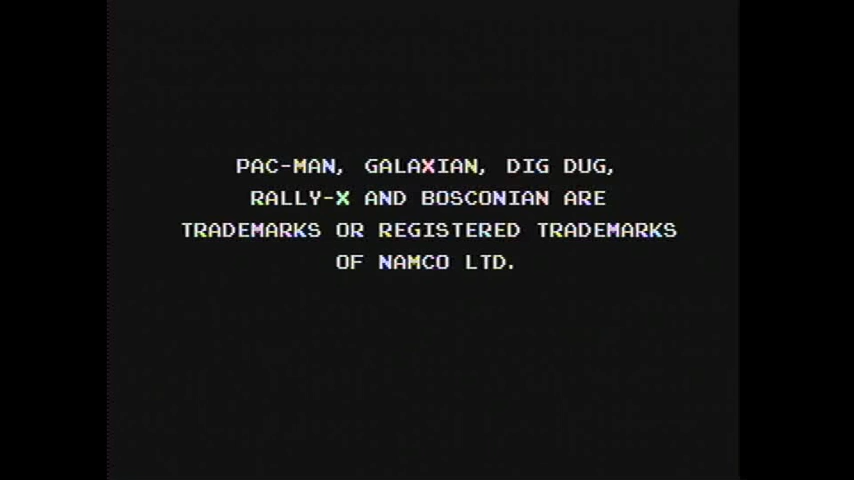 PAC-MAN, GALAXIAN, DIG DUG,
RALLY-X AND BOSCONIAN ARE
TRADEMARKS OR REGISTERED TRADEMARKS
OF NAMCO LTD.